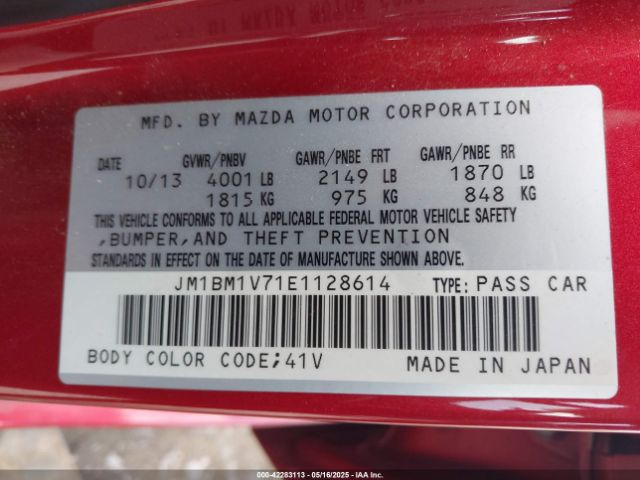 MFD. BY MAZDA MOTOR CORPORATION
DATE GVWR/PNBV GAWR/PNBE FRT GAWR/PNBE RR
10/13 4001 LB 2149 LB 1870 LB
1815 KG 975 KG 848 KG
THIS VEHICLE CONFORMS TO ALL APPLICABLE FEDERAL MOTOR VEHICLE SAFETY
,BUMPER,AND THEFT PREVENTION
STANDARDS IN EFFECT ON THE DATE OF MANUFACTURE SHOWN ABOVE.
JM1BM1V71E1128614 TYPE: PASS CAR
BODY COLOR CODE;41V MADE IN JAPAN
000-42283113 - 05/16/2025 - IAA Inc.